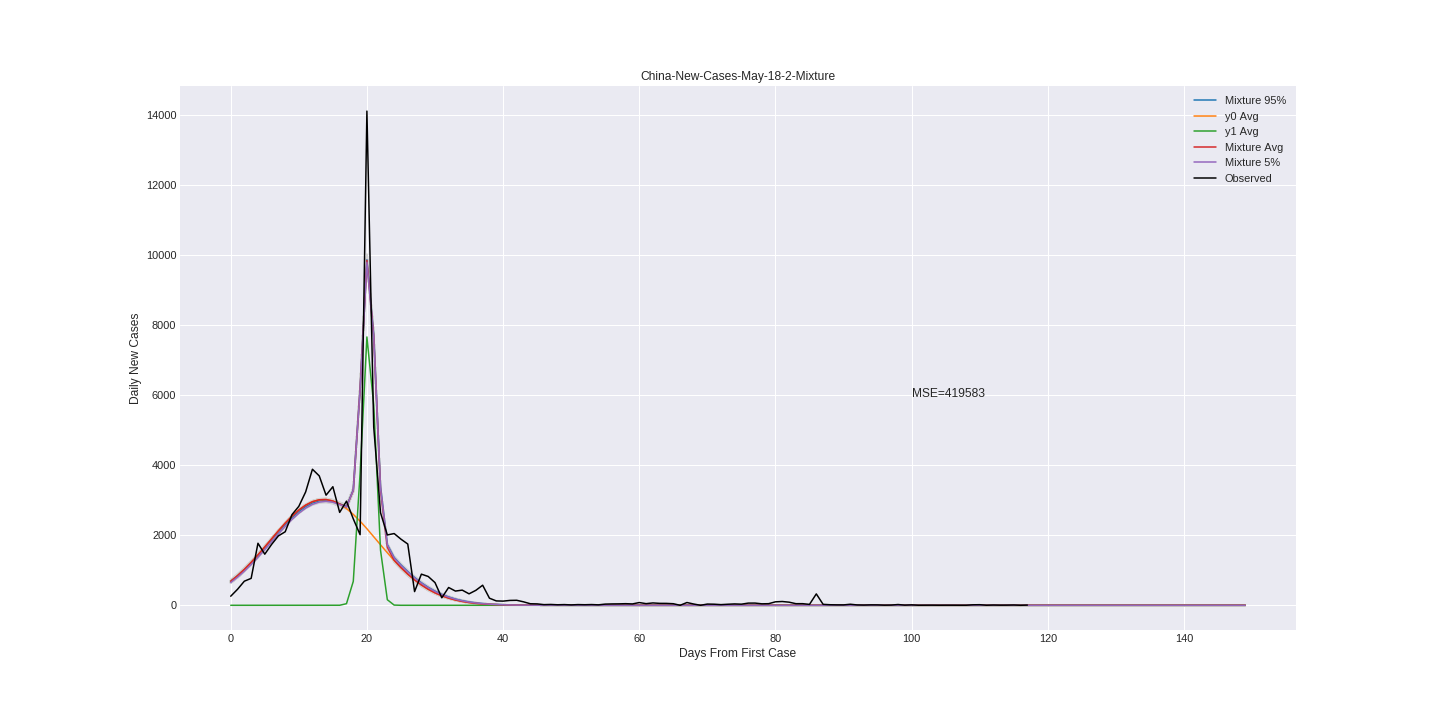 China-New-Cases-May-18-2-Mixture
14000
12000
10000
8000
6000
4000
2000
0
Daily New Cases
Mixture 95%
y0 Avg
y1 Avg
Mixture Avg
Mixture 5%
Observed
MSE=419583
0
20
40
60
80
100
120
140
Days From First Case